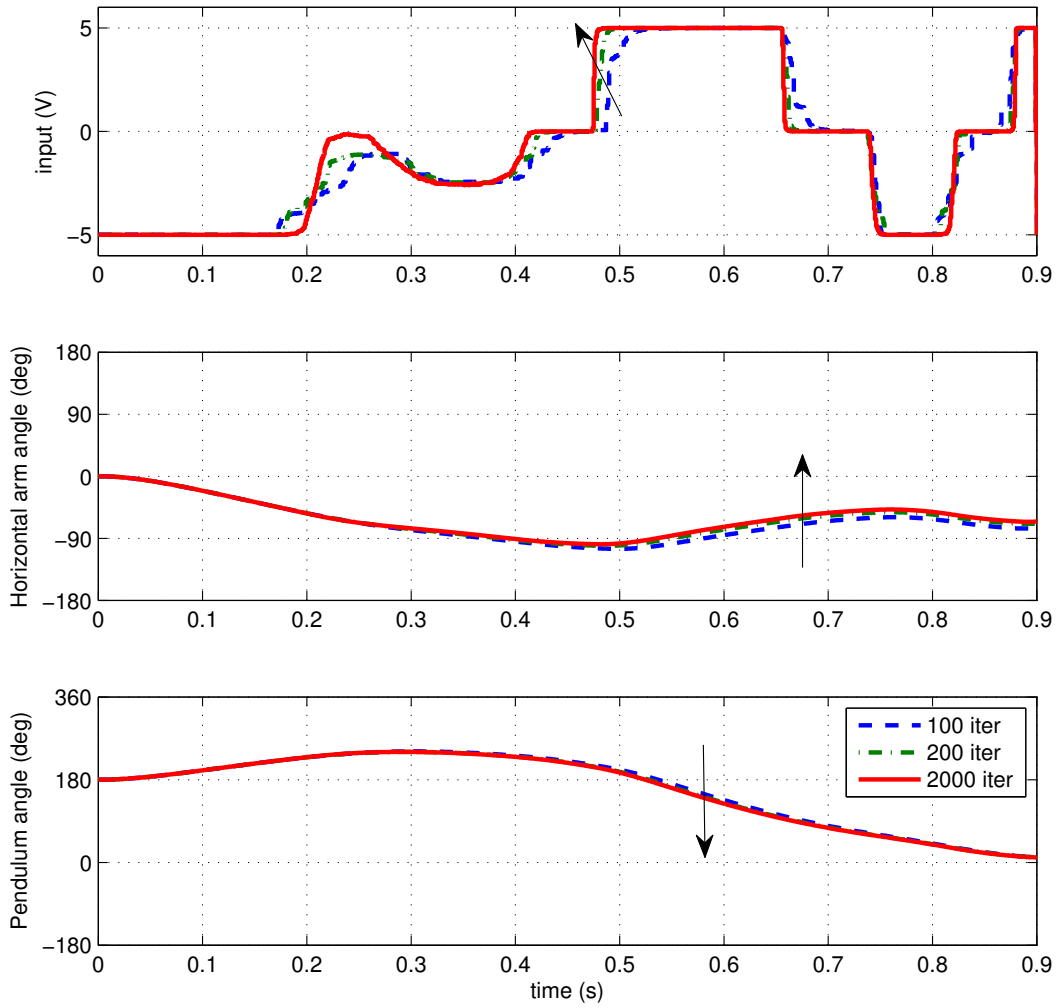 input (V)
5
0
−5
0 0.1 0.2 0.3 0.4 0.5 0.6 0.7 0.8 0.9
Horizontal arm angle (deg)
180
90
0
−90
−180
0 0.1 0.2 0.3 0.4 0.5 0.6 0.7 0.8 0.9
Pendulum angle (deg)
360
180
0
−180
100 iter
200 iter
2000 iter
0 0.1 0.2 0.3 0.4 0.5 0.6 0.7 0.8 0.9
time (s)